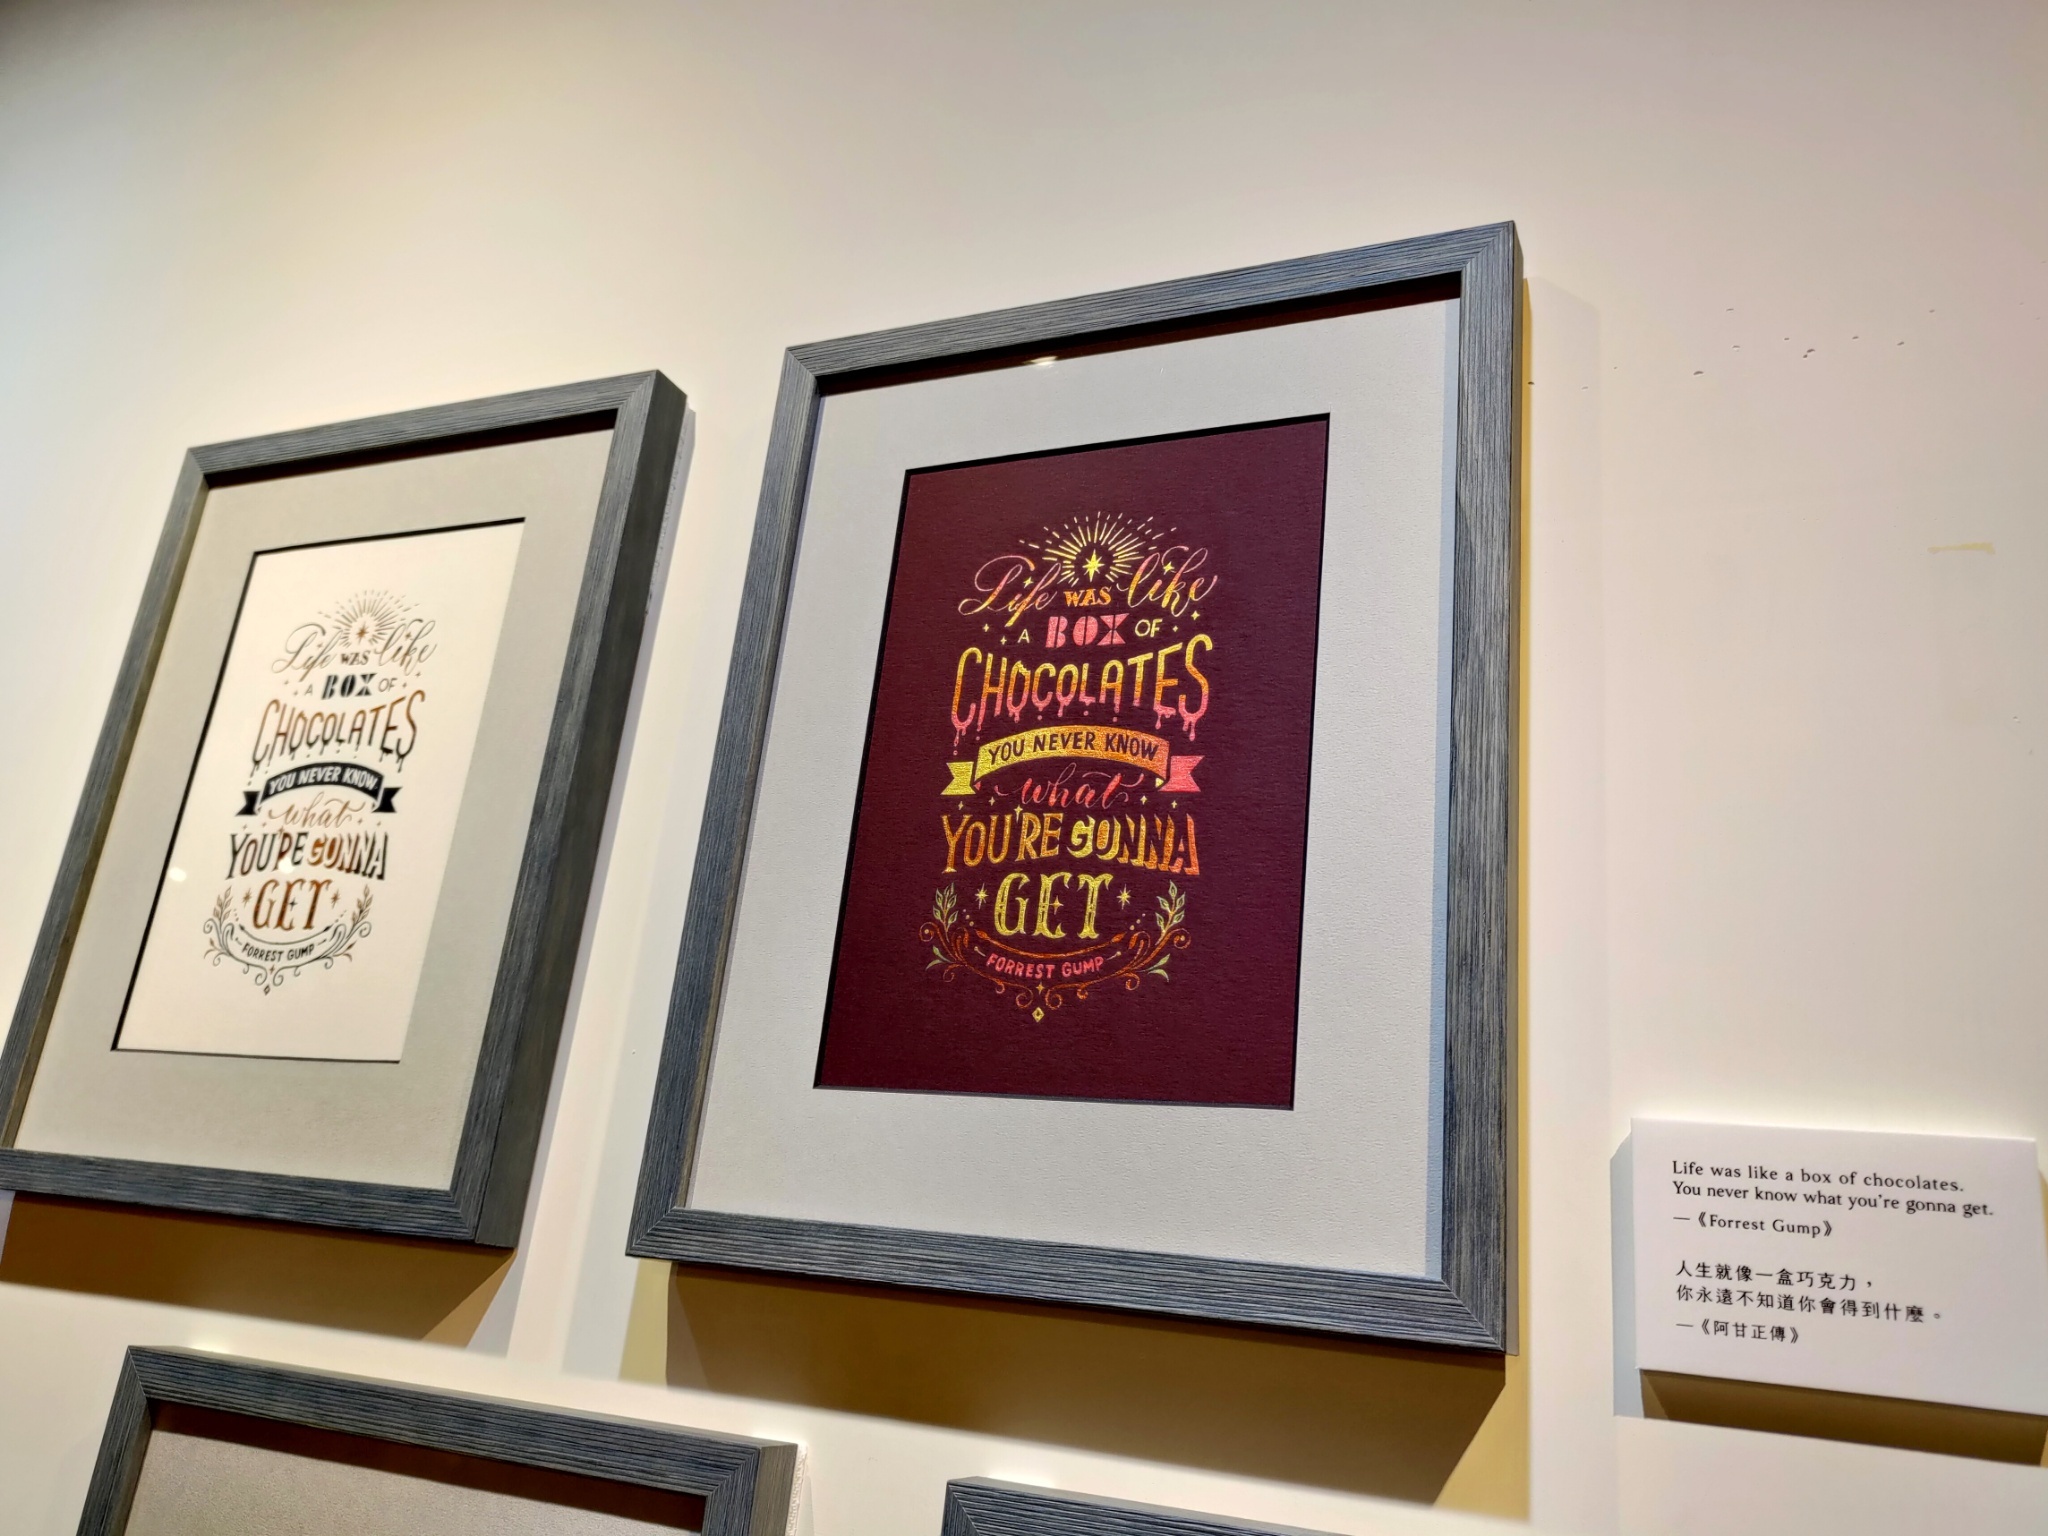 Life WAS like
A BOX OF
CHOCOLATES
YOU NEVER KNOW
what
YOU'RE GONNA
GET
FORREST GUMP
Life WAS like
A BOX OF
CHOCOLATES
YOU NEVER KNOW
what
YOU'RE GONNA
GET
FORREST GUMP
Life was like a box of chocolates.
You never know what you're gonna get.
—《Forrest Gump》
人生就像一盒巧克力，
你永遠不知道你會得到什麼。
—《阿甘正傳》